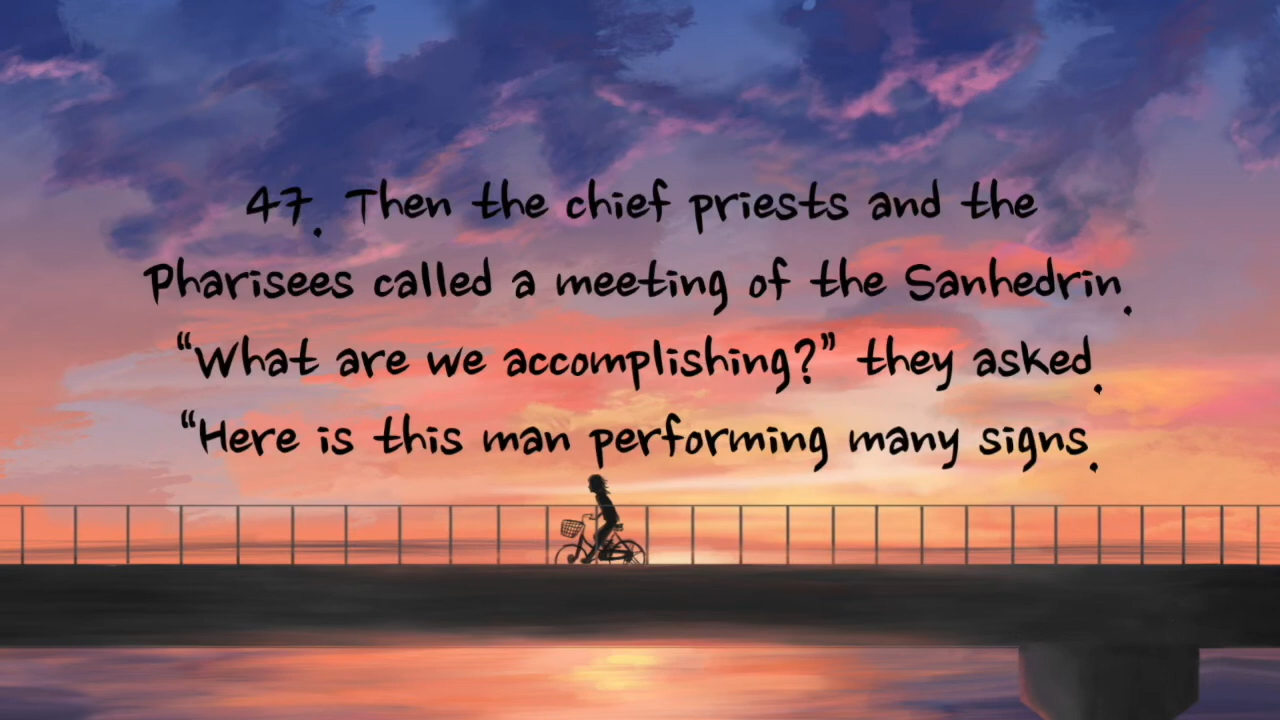 47. Then the chief priests and the
Pharisees called a meeting of the Sanhedrin.
“What are we accomplishing?” they asked.
“Here is this man performing many signs.